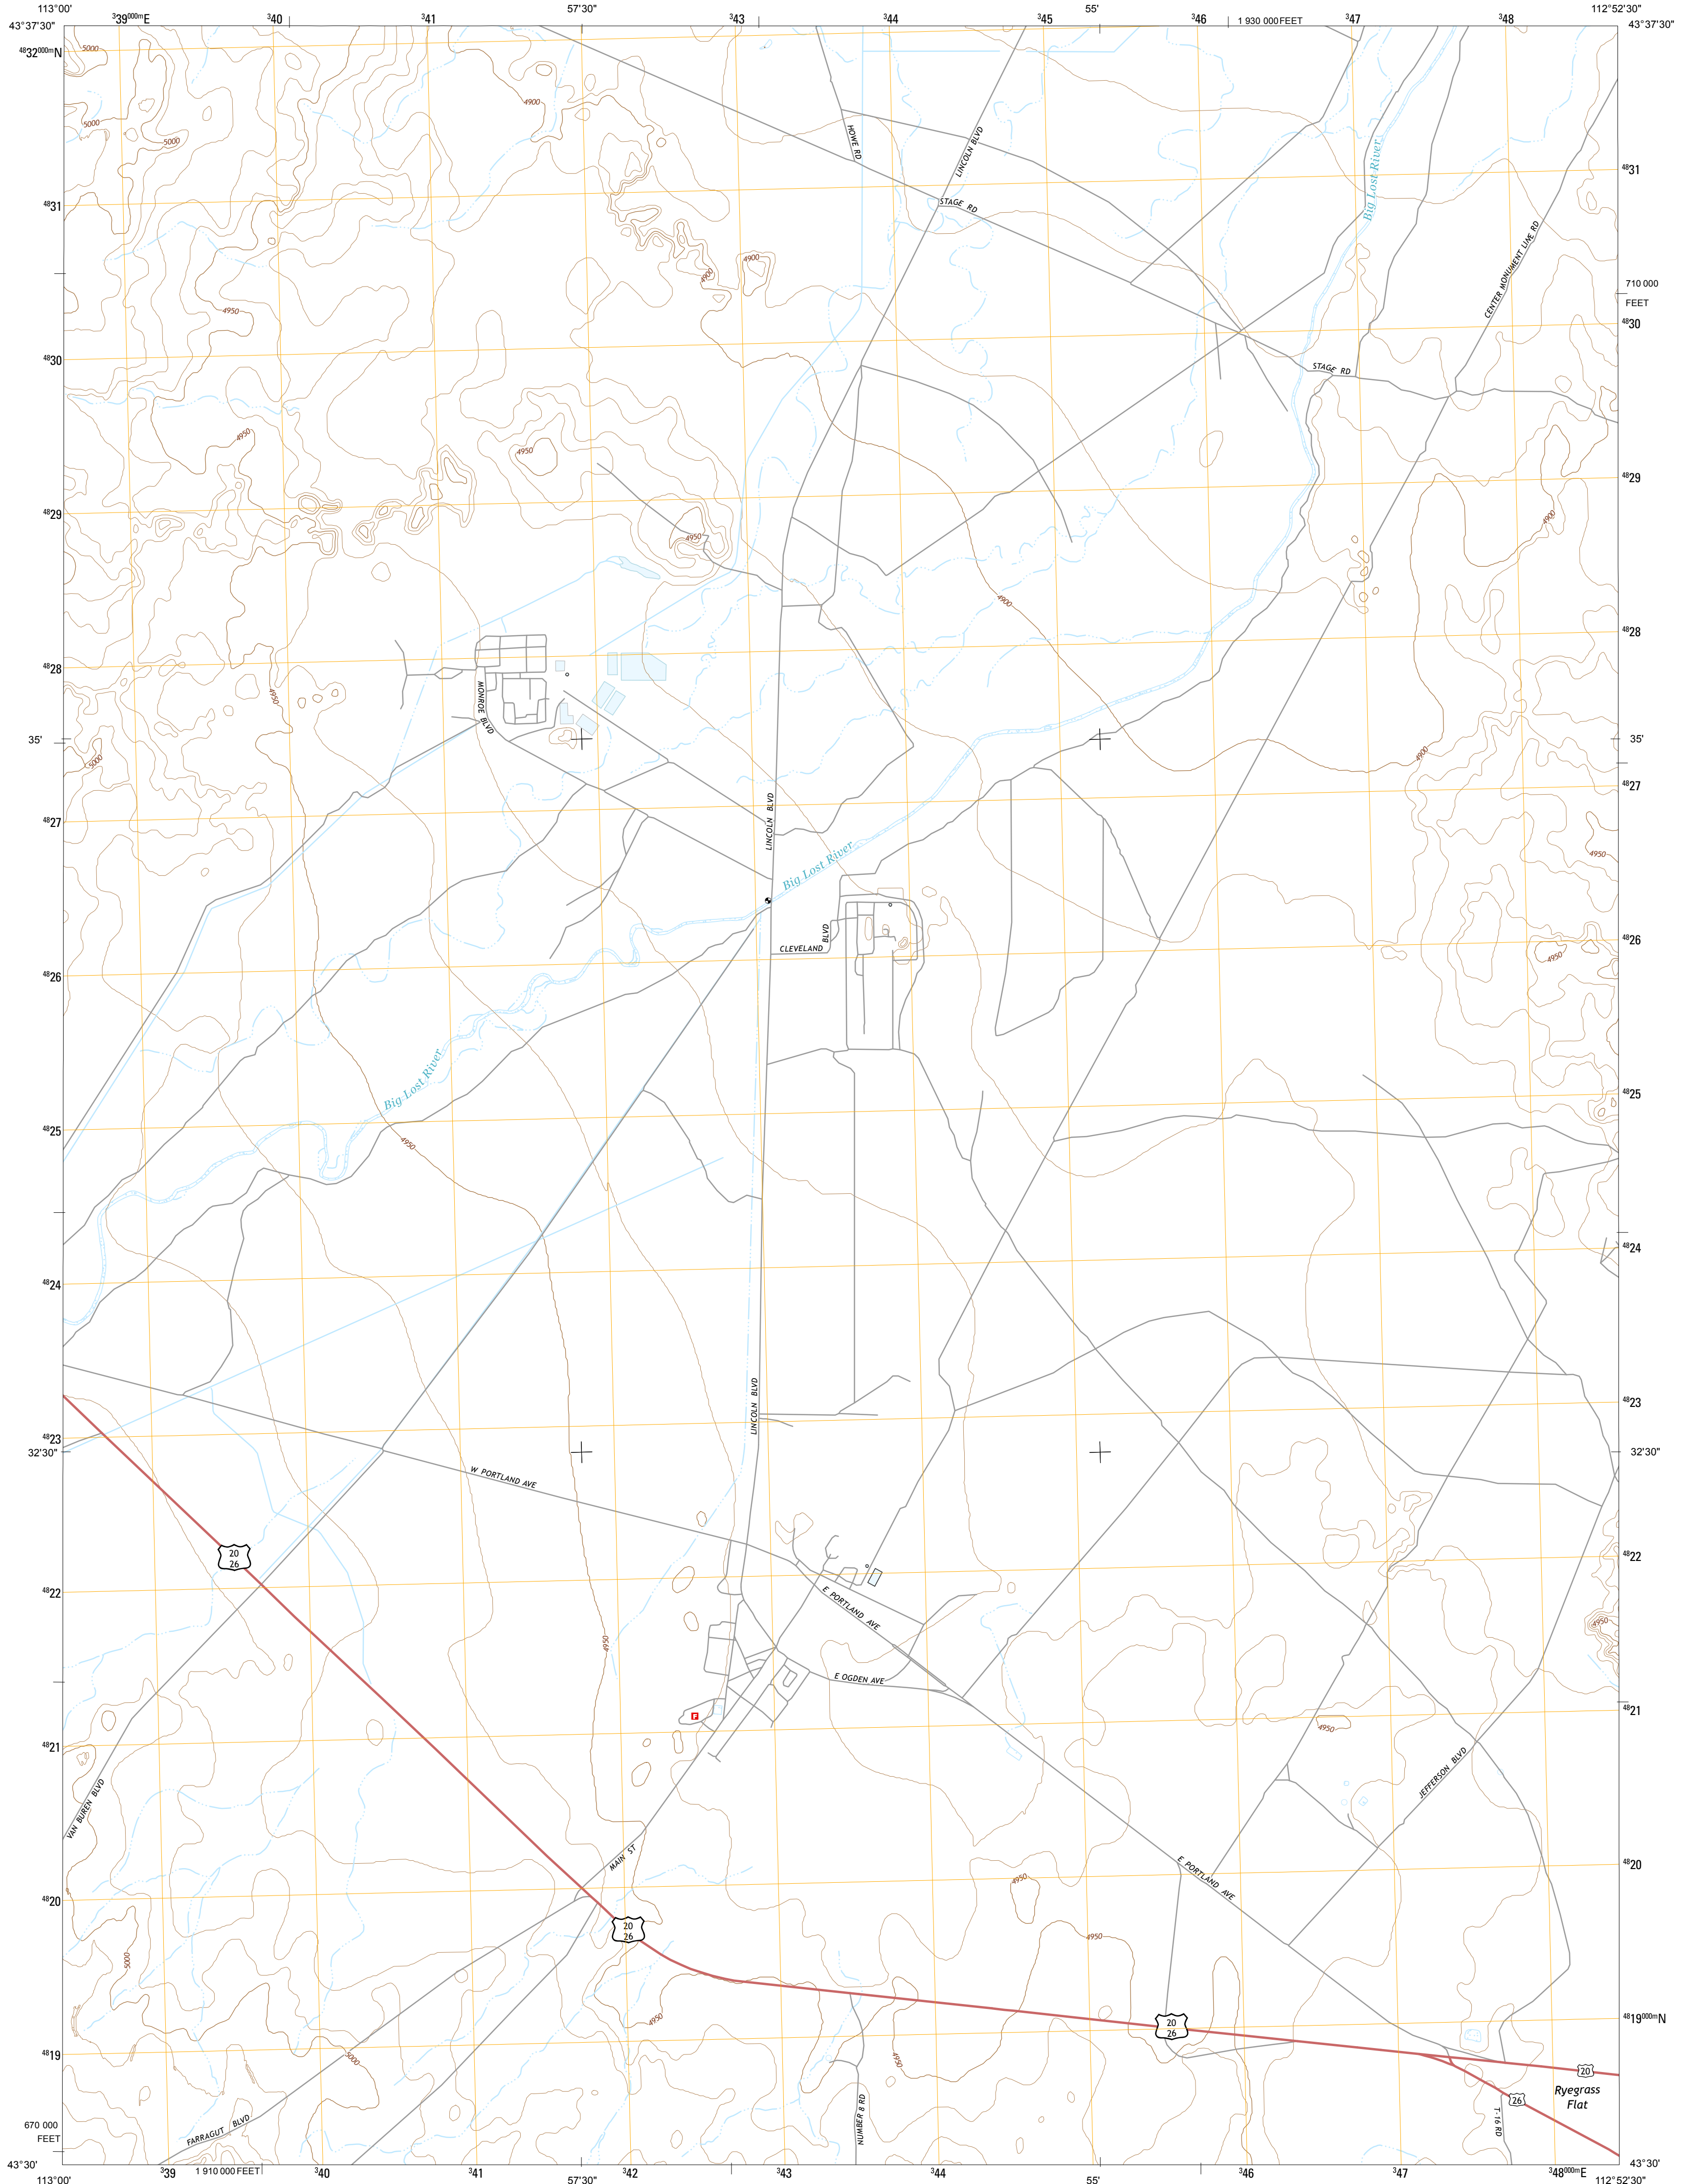 113°00'
³39⁰⁰⁰ᵐE
³40
³41
57'30"
³43
³44
55'
³45
³46
1 930 000 FEET
³47
³48
112°52'30"
43°37'30"
43°37'30"
⁴⁸32⁰⁰⁰ᵐN
5000
4900
5000
5000
HOWE RD
LINCOLN BLVD
Big Lost River
⁴⁸31
⁴⁸31
STAGE RD
CENTER MONUMENT LINE RD
4900
4900
710 000
FEET
4950
⁴⁸30
⁴⁸30
STAGE RD
4950
4950
⁴⁸29
⁴⁸29
4900
4950
4900
⁴⁸28
⁴⁸28
4950
MONROE BLVD
35'
35'
5000
4900
⁴⁸27
⁴⁸27
LINCOLN BLVD
4950
Big Lost River
CLEVELAND BLVD
⁴⁸26
⁴⁸26
4950
Big Lost River
⁴⁸25
⁴⁸25
4950
⁴⁸24
⁴⁸24
LINCOLN BLVD
⁴⁸23
⁴⁸23
32'30"
32'30"
W PORTLAND AVE
20
26
⁴⁸22
⁴⁸22
E PORTLAND AVE
4950
4950
E OGDEN AVE
F
4950
⁴⁸21
⁴⁸21
JEFFERSON BLVD
VAN BUREN BLVD
MAIN ST
E PORTLAND AVE
⁴⁸20
⁴⁸20
4950
20
26
4950
5000
4950
20
26
⁴⁸19⁰⁰⁰ᵐN
⁴⁸19
5000
4950
20
26
Ryegrass
Flat
670 000
FEET
FARRAGUT BLVD
NUMBER 8 RD
T-16 RD
43°30'
43°30'
113°00'
³39
1 910 000 FEET
³40
³41
57'30"
³42
³43
³44
55'
³46
³47
³48⁰⁰⁰ᵐE
112°52'30"